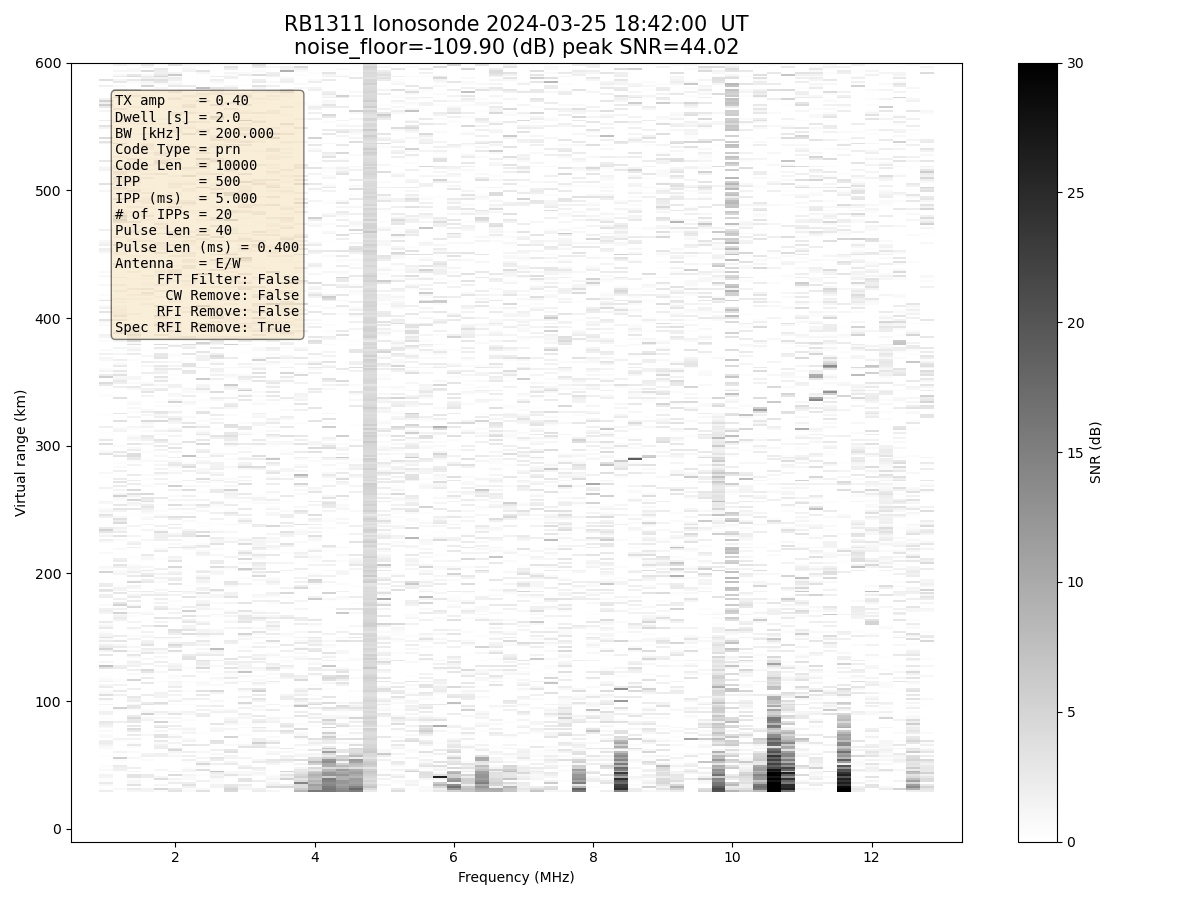 RB1311 Ionosonde 2024-03-25 18:42:00  UT
noise_floor=-109.90 (dB) peak SNR=44.02
TX amp    = 0.40
Dwell [s] = 2.0
BW [kHz]  = 200.000
Code Type = prn
Code Len  = 10000
IPP       = 500
IPP (ms)  = 5.000
# of IPPs = 20
Pulse Len = 40
Pulse Len (ms) = 0.400
Antenna   = E/W
FFT Filter: False
CW Remove: False
RFI Remove: False
Spec RFI Remove: True
600
500
400
300
200
100
0
Virtual range (km)
2 4 6 8 10 12
Frequency (MHz)
30
25
20
15
10
5
0
SNR (dB)